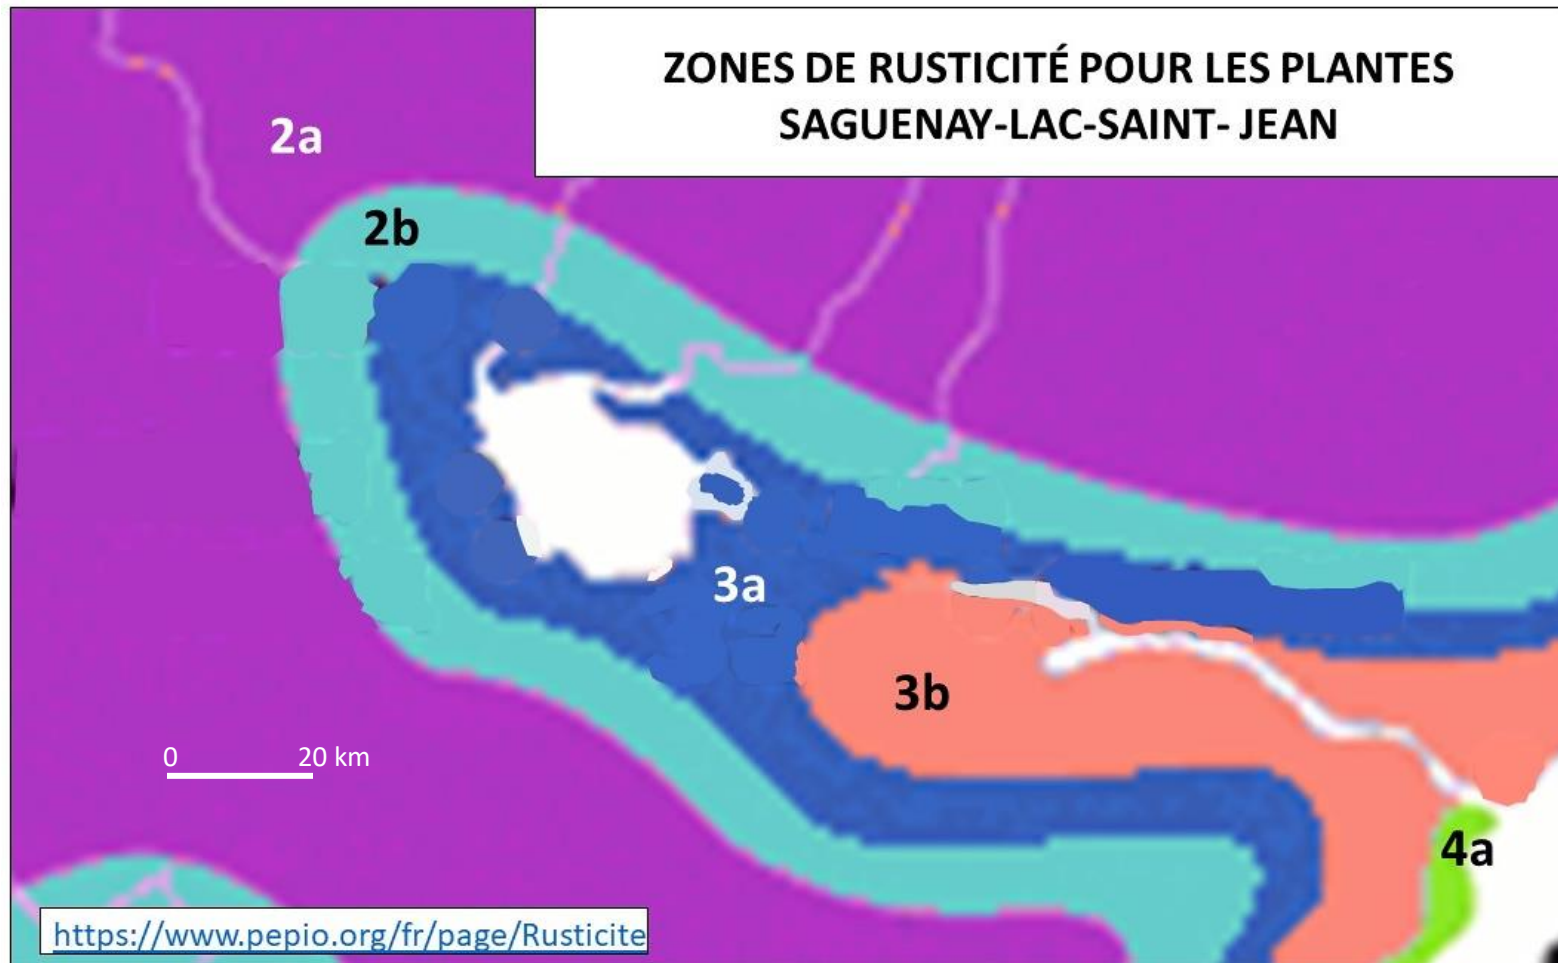 ZONES DE RUSTICITÉ POUR LES PLANTES
SAGUENAY-LAC-SAINT- JEAN
2a
2b
3a
3b
0 20 km
4a
https://www.pepio.org/fr/page/Rusticite